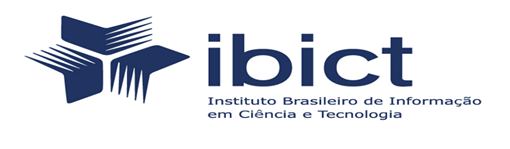 ibict
Instituto Brasileiro de Informação
em Ciência e Tecnologia